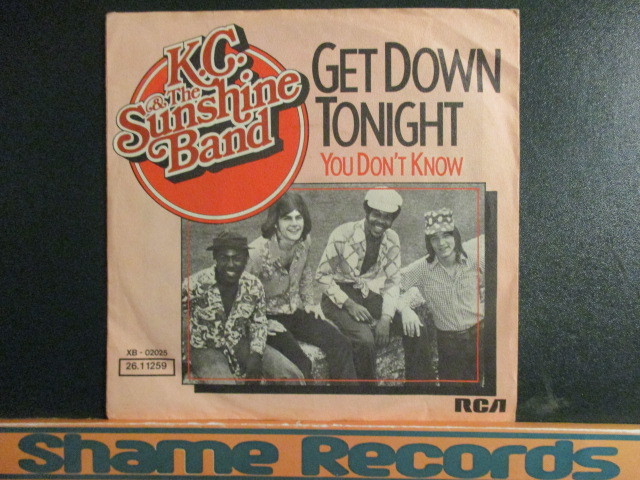 K.C.
& The
Sunshine
Band
GET DOWN
TONIGHT
YOU DON'T KNOW
XB - 02025
26.11259
RCA
Shame Records